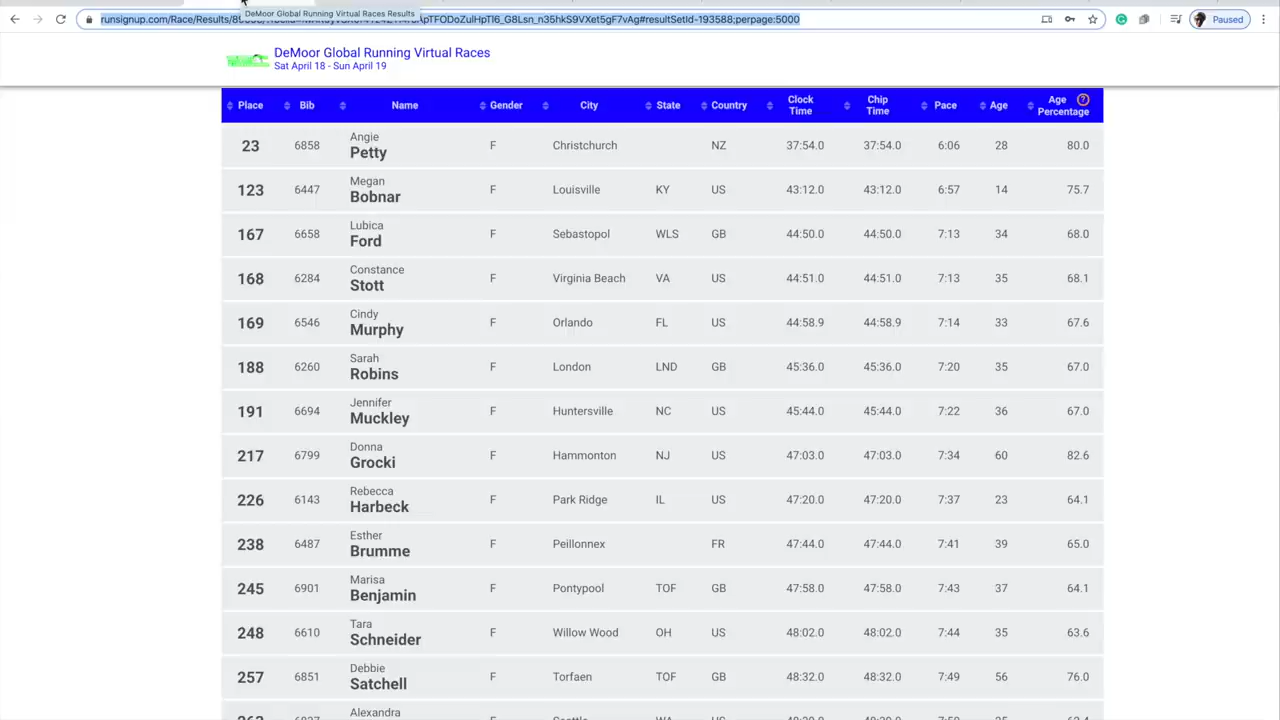 DeMoor Global Running Virtual Races Results
runsignup.com/Race/Results/8
ApTFODoZulHpTl6_G8Lsn_n35hkS9VXet5gF7vAg#resultSetId-193588;perpage:5000
Paused
DeMoor Global Running Virtual Races
Sat April 18 - Sun April 19
Place Bib Name Gender City State Country Clock Time Chip Time Pace Age Age Percentage ?
23 6858 Angie Petty F Christchurch NZ 37:54.0 37:54.0 6:06 28 80.0
123 6447 Megan Bobnar F Louisville KY US 43:12.0 43:12.0 6:57 14 75.7
167 6658 Lubica Ford F Sebastopol WLS GB 44:50.0 44:50.0 7:13 34 68.0
168 6284 Constance Stott F Virginia Beach VA US 44:51.0 44:51.0 7:13 35 68.1
169 6546 Cindy Murphy F Orlando FL US 44:58.9 44:58.9 7:14 33 67.6
188 6260 Sarah Robins F London LND GB 45:36.0 45:36.0 7:20 35 67.0
191 6694 Jennifer Muckley F Huntersville NC US 45:44.0 45:44.0 7:22 36 67.0
217 6799 Donna Grocki F Hammonton NJ US 47:03.0 47:03.0 7:34 60 82.6
226 6143 Rebecca Harbeck F Park Ridge IL US 47:20.0 47:20.0 7:37 23 64.1
238 6487 Esther Brumme F Peillonnex FR 47:44.0 47:44.0 7:41 39 65.0
245 6901 Marisa Benjamin F Pontypool TOF GB 47:58.0 47:58.0 7:43 37 64.1
248 6610 Tara Schneider F Willow Wood OH US 48:02.0 48:02.0 7:44 35 63.6
257 6851 Debbie Satchell F Torfaen TOF GB 48:32.0 48:32.0 7:49 56 76.0
Alexandra